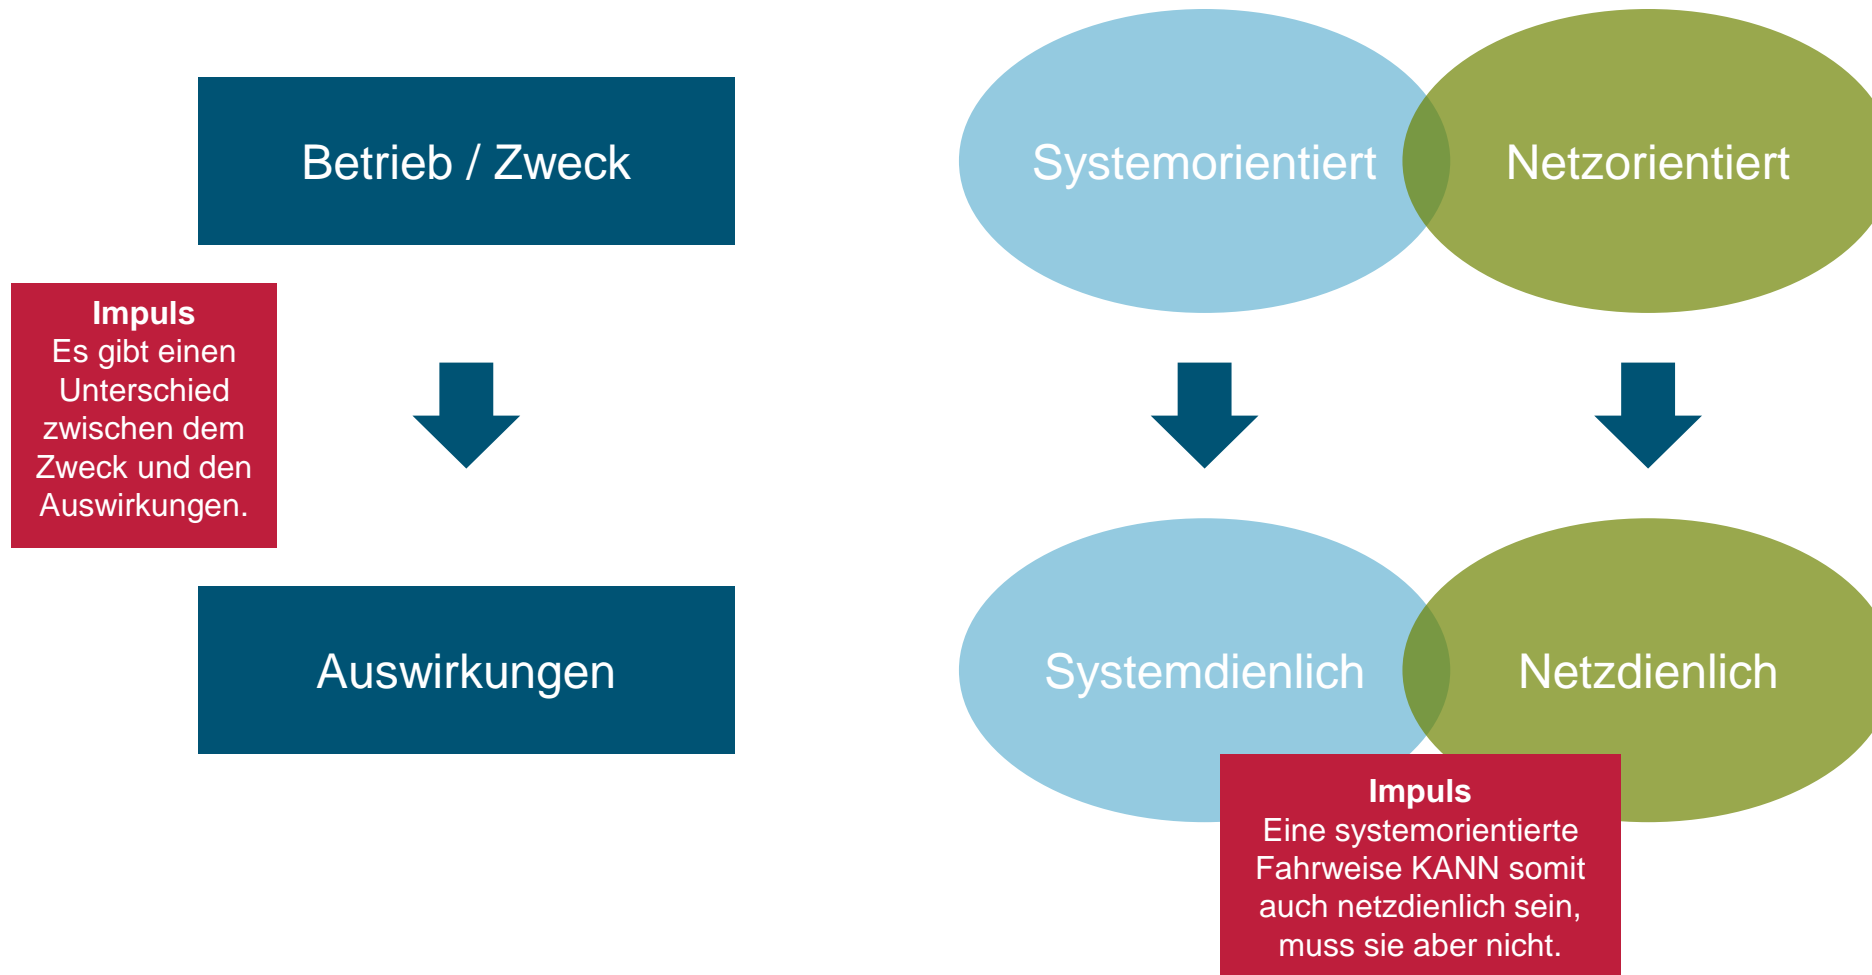 Betrieb / Zweck
Systemorientiert
Netzorientiert
Impuls
Es gibt einen
Unterschied
zwischen dem
Zweck und den
Auswirkungen.
Auswirkungen
Systemdienlich
Netzdienlich
Impuls
Eine systemorientierte
Fahrweise KANN somit
auch netzdienlich sein,
muss sie aber nicht.